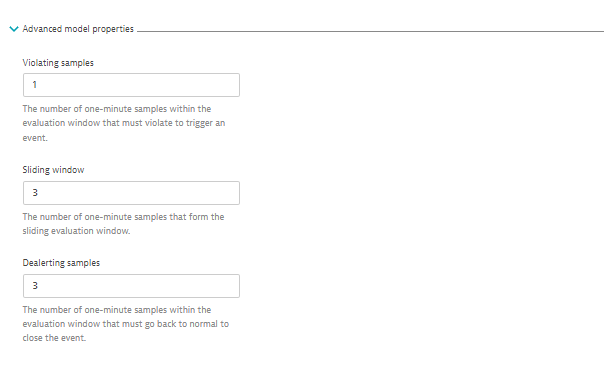 Advanced model properties
Violating samples
1
The number of one-minute samples within the
evaluation window that must violate to trigger an
event.
Sliding window
3
The number of one-minute samples that form the
sliding evaluation window.
Dealerting samples
3
The number of one-minute samples within the
evaluation window that must go back to normal to
close the event.